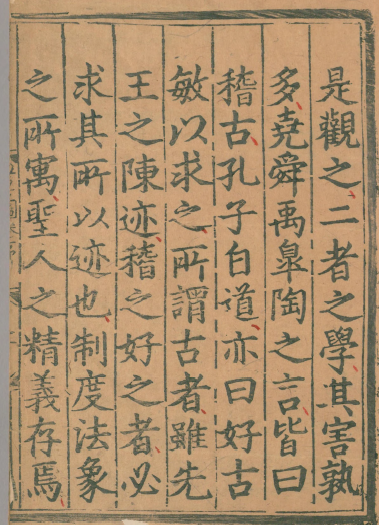 是觀之二者之學其害孰
多堯舜禹皐陶之言皆曰
稽古孔子自道亦曰好古
敏以求之所謂古者雖先
王之陳迹稽之好之者必
求其所以迹也制度法象
之所寓聖人之精義存焉